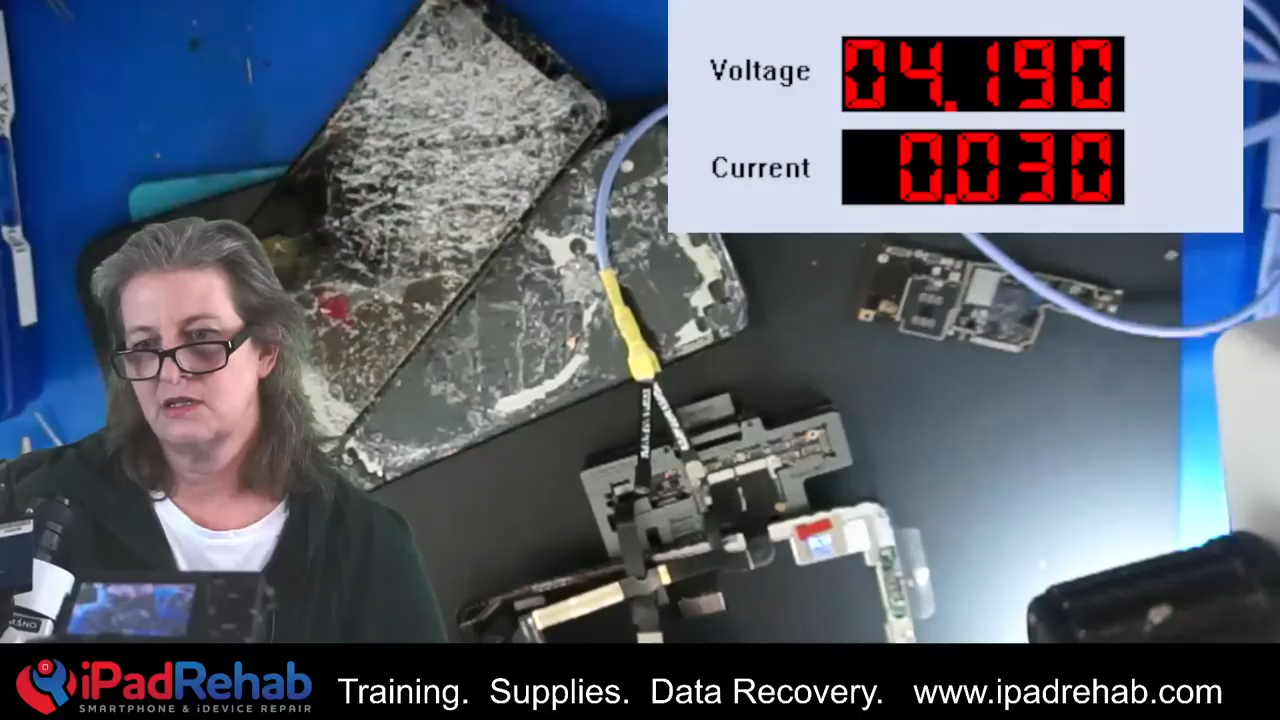 Voltage 04.190
Current 0.030
iPadRehab
SMARTPHONE & iDEVICE REPAIR
Training. Supplies. Data Recovery. www.ipadrehab.com